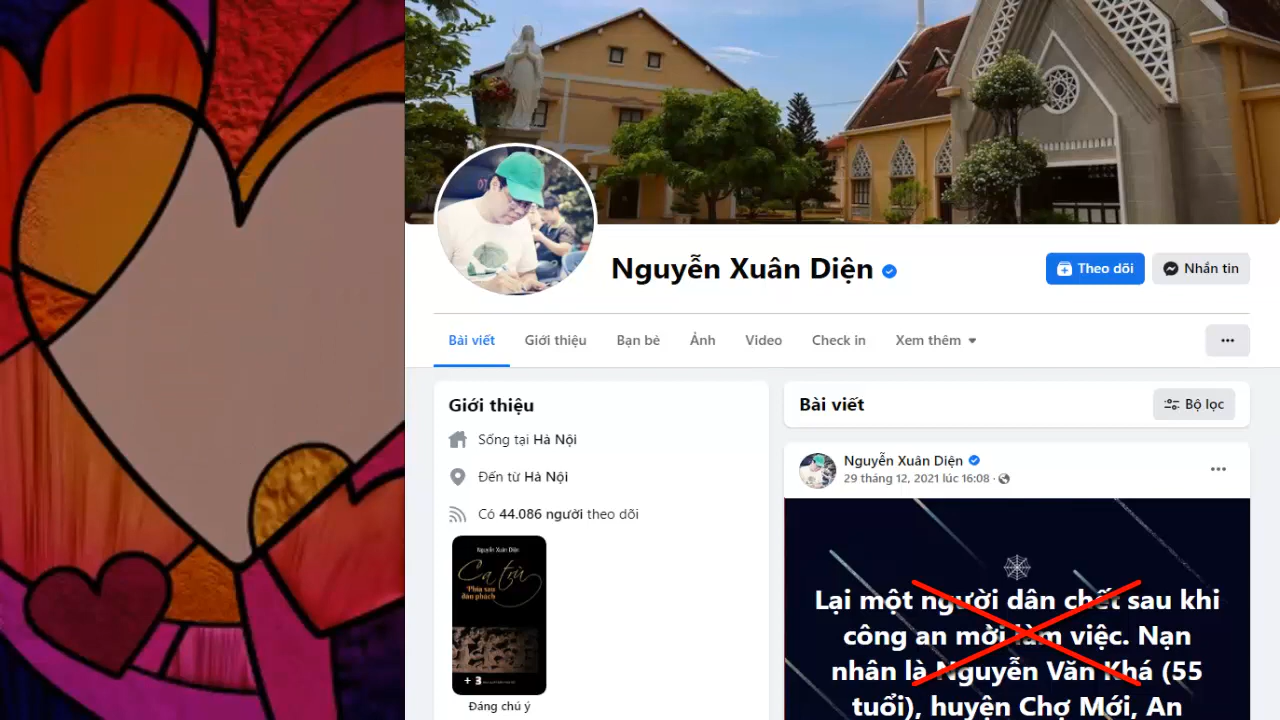 Nguyễn Xuân Diện
Theo dõi
Nhắn tin
Bài viết
Giới thiệu
Bạn bè
Ảnh
Video
Check in
Xem thêm
Giới thiệu
Sống tại Hà Nội
Đến từ Hà Nội
Có 44.086 người theo dõi
Nguyễn Xuân Diện
Ca trù
Phía sau
đàn phách
+ 3
Đáng chú ý
Bài viết
Bộ lọc
Nguyễn Xuân Diện
29 tháng 12, 2021 lúc 16:08
Lại một người dân chết sau khi
công an mời làm việc. Nạn
nhân là Nguyễn Văn Khá (55
tuổi), huyện Chợ Mới, An